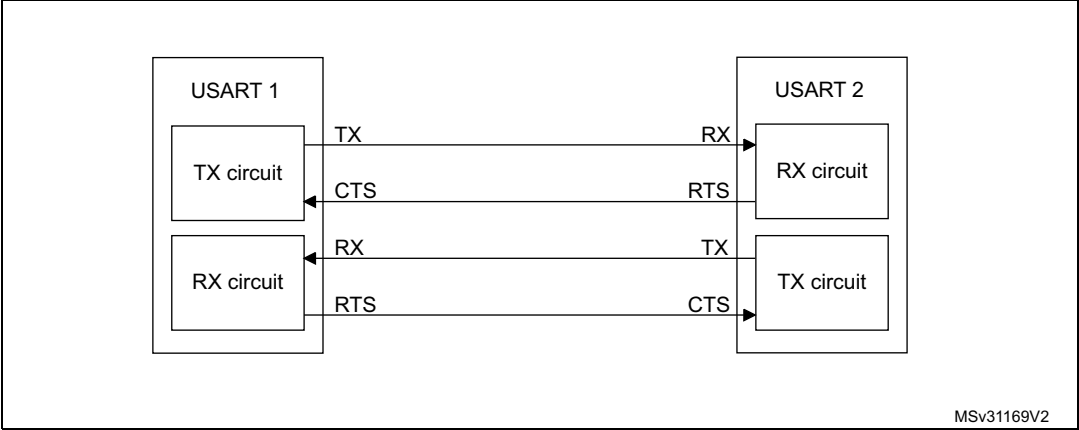 USART 1
USART 2
TX
RX
TX circuit
RX circuit
CTS
RTS
RX
TX
RX circuit
TX circuit
RTS
CTS
MSv31169V2